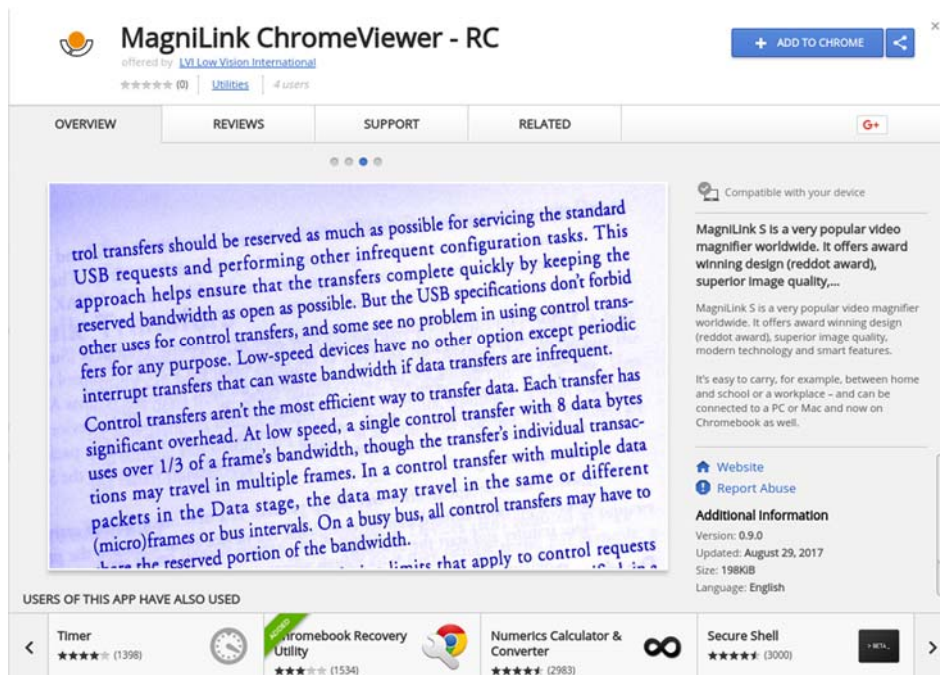 MagniLink ChromeViewer - RC
offered by LVI Low Vision International
(0) Utilities 4 users
ADD TO CHROME
OVERVIEW REVIEWS SUPPORT RELATED G+
trol transfers should be reserved as much as possible for servicing the standard
USB requests and performing other infrequent configuration tasks. This
approach helps ensure that the transfers complete quickly by keeping the
reserved bandwidth as open as possible. But the USB specifications don't forbid
other uses for control transfers, and some see no problem in using control trans-
fers for any purpose. Low-speed devices have no other option except periodic
interrupt transfers that can waste bandwidth if data transfers are infrequent.
Control transfers aren't the most efficient way to transfer data. Each transfer has
significant overhead. At low speed, a single control transfer with 8 data bytes
uses over 1/3 of a frame's bandwidth, though the transfer's individual transac-
tions may travel in multiple frames. In a control transfer with multiple data
packets in the Data stage, the data may travel in the same or different
(micro)frames or bus intervals. On a busy bus, all control transfers may have to
the reserved portion of the bandwidth.
limits that apply to control requests
Compatible with your device
MagniLink S is a very popular video
magnifier worldwide. It offers award
winning design (reddot award),
superior image quality,...
MagniLink S is a very popular video magnifier
worldwide. It offers award winning design
(reddot award), superior image quality,
modern technology and smart features.
It's easy to carry, for example, between home
and school or a workplace – and can be
connected to a PC or Mac and now on
Chromebook as well.
Website
Report Abuse
Additional Information
Version: 0.9.0
Updated: August 29, 2017
Size: 198KiB
Language: English
USERS OF THIS APP HAVE ALSO USED
Timer
(1398)
ADDED
Chromebook Recovery
Utility
(1534)
Numerics Calculator &
Converter
(2983)
Secure Shell
(3000)
> BETA_